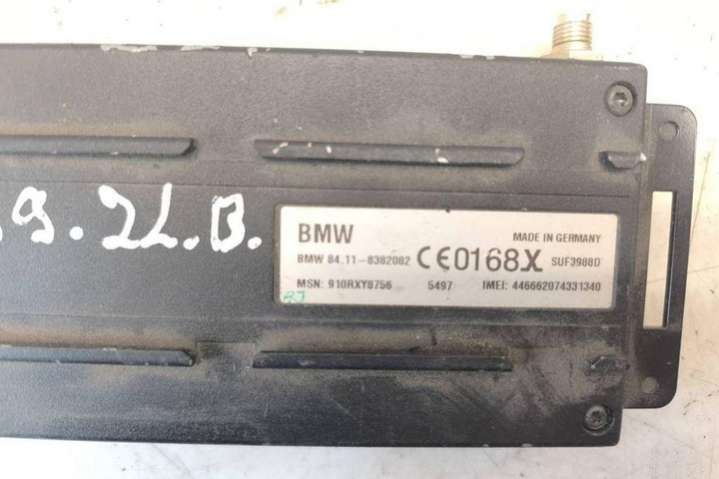 .9.2L.B.
BMW
MADE IN GERMANY
BMW 84.11-8382082 CE0168X SUF3988D
MSN: 910RXY8756 5497 IMEI: 446662074331340